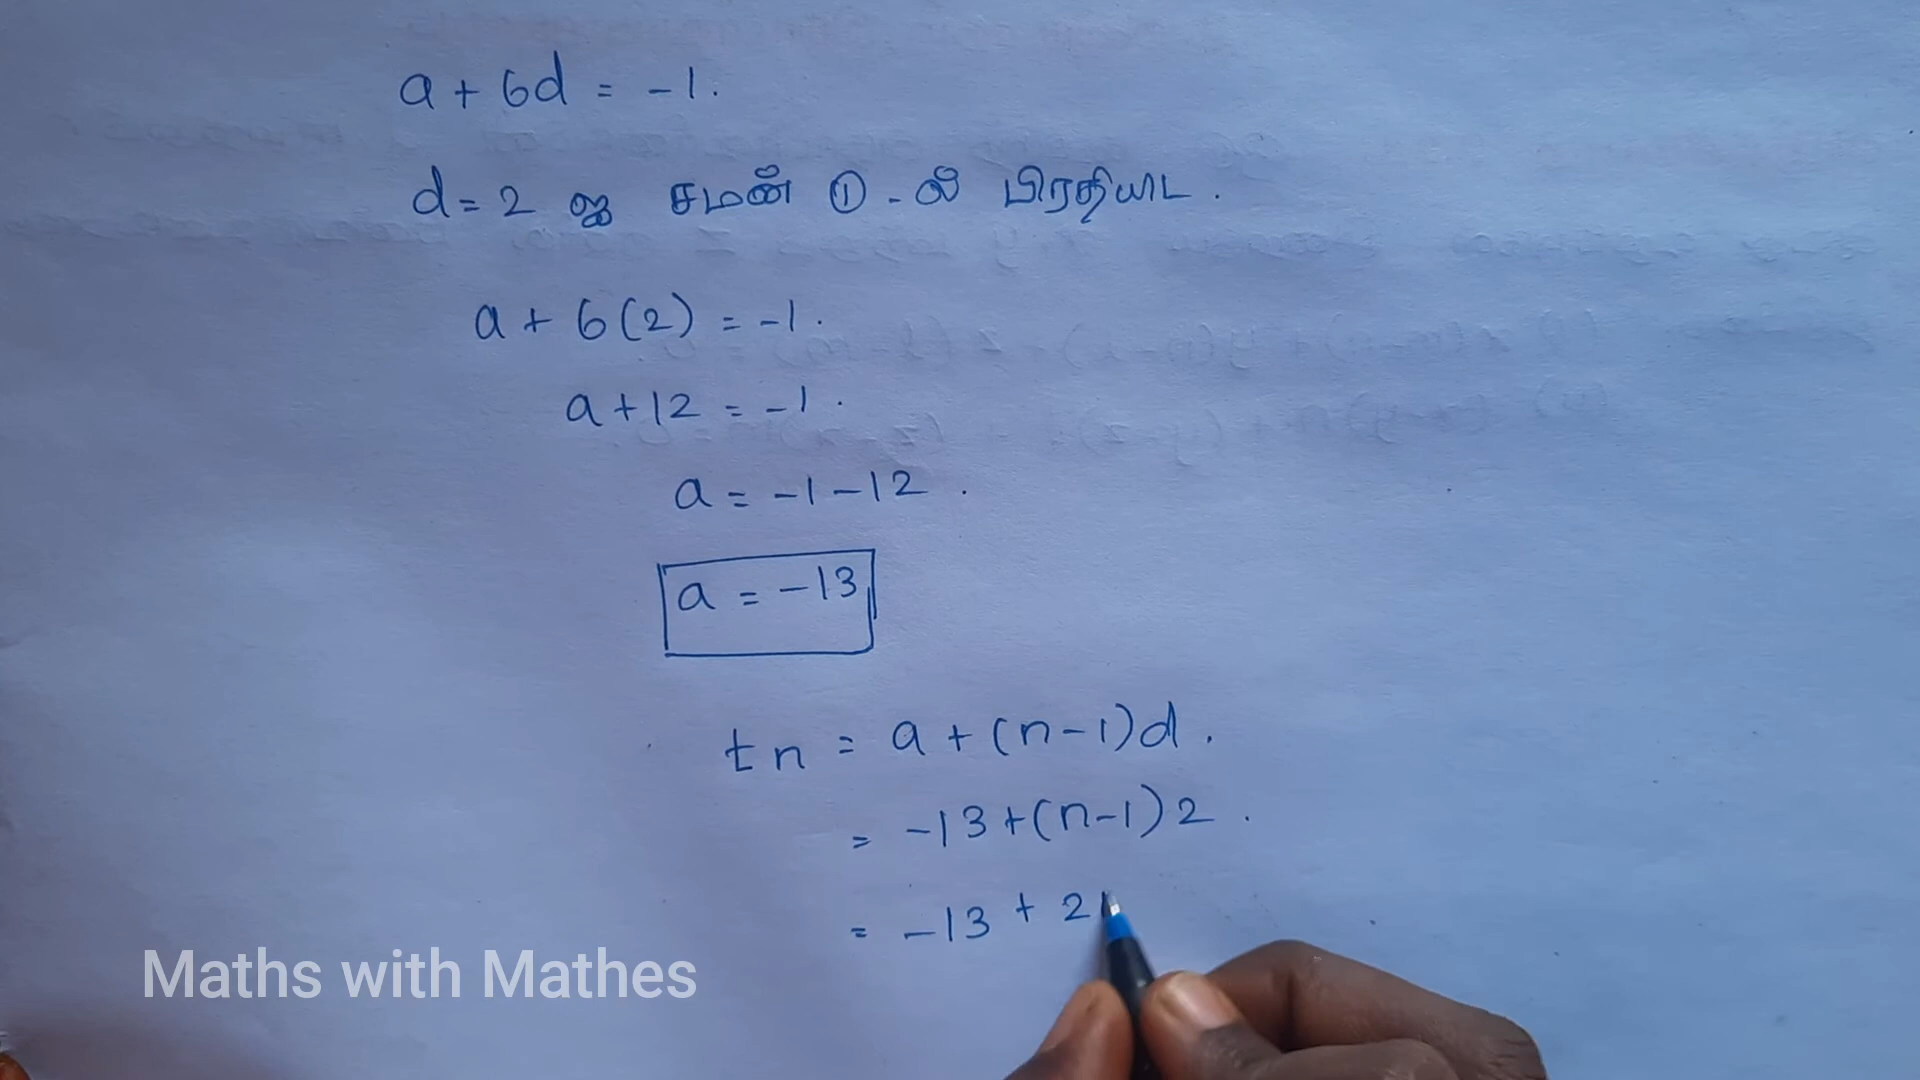 a + 6d = -1.
d = 2 ஐ சமன் ① - ல் பிரதியிட .
a + 6(2) = -1.
a + 12 = -1.
a = -1 - 12 .
a = -13
tn = a + (n-1)d .
= -13 + (n-1)2 .
= -13 + 2
Maths with Mathes